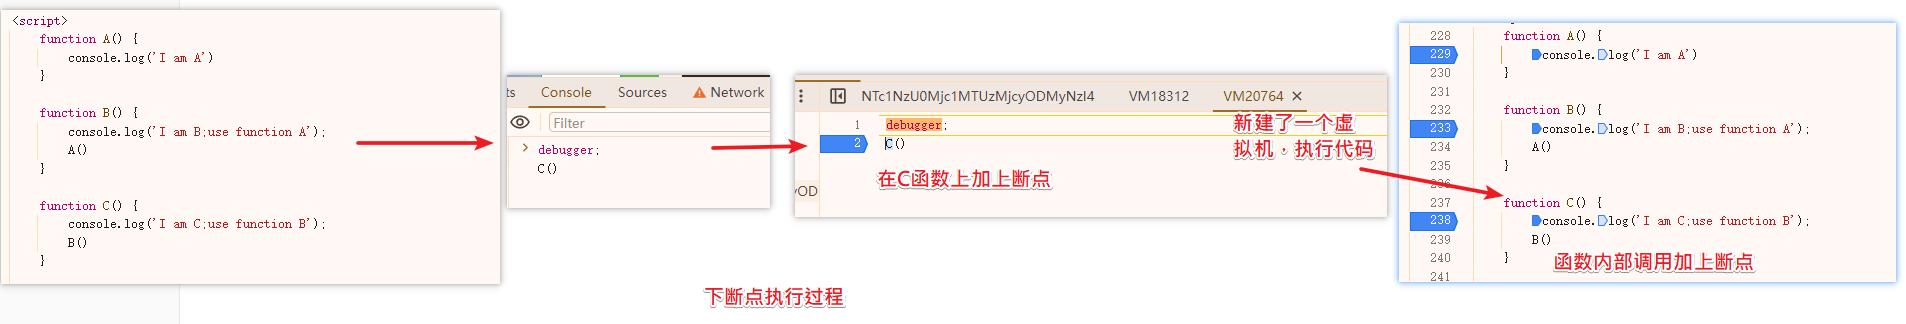 <script>
function A() {
console.log('I am A')
}
function B() {
console.log('I am B;use function A');
A()
}
function C() {
console.log('I am C;use function B');
B()
}
ts Console Sources Network
Filter
> debugger;
C()
NTc1NzU0Mjc1MTUzMjcyODMyNzI4 VM18312 VM20764 ×
1 debugger;
2 C()
yOD
在C函数上加上断点
新建了一个虚
拟机，执行代码
228 function A() {
229 console.log('I am A')
230 }
231
232 function B() {
233 console.log('I am B;use function A');
234 A()
235 }
236
237 function C() {
238 console.log('I am C;use function B');
239 B()
240 }
241
函数内部调用加上断点
下断点执行过程